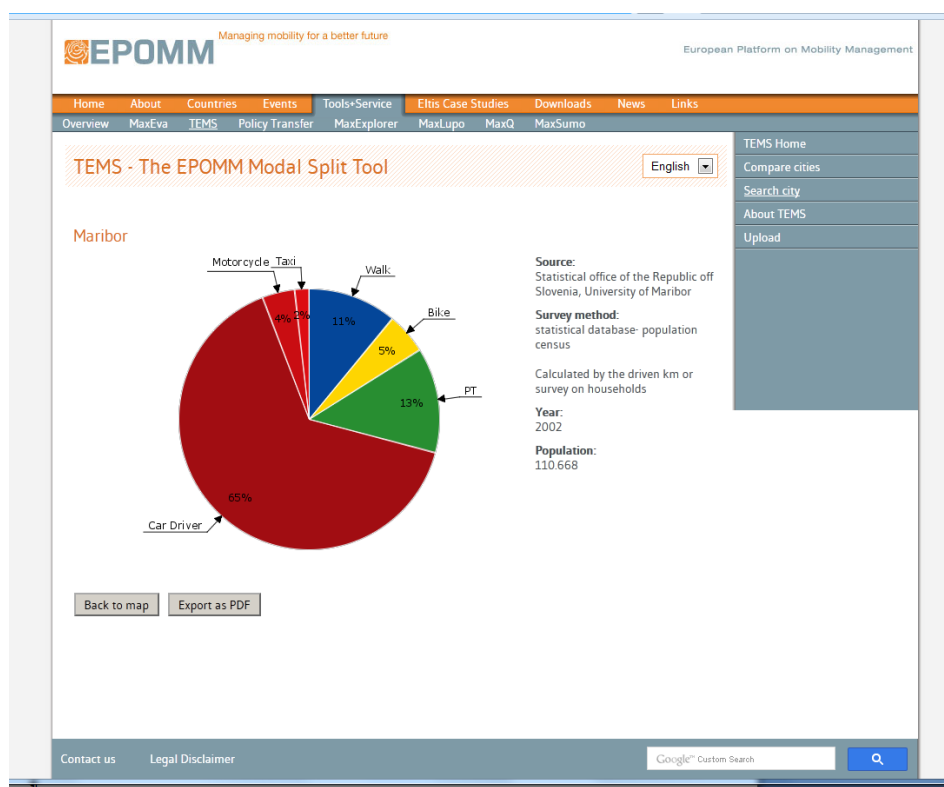 Managing mobility for a better future
EPOMM
European Platform on Mobility Management
Home About Countries Events Tools+Service Eltis Case Studies Downloads News Links
Overview MaxEva TEMS Policy Transfer MaxExplorer MaxLupo MaxQ MaxSumo
TEMS - The EPOMM Modal Split Tool
English
TEMS Home
Compare cities
Search city
About TEMS
Upload
Maribor
Motorcycle Taxi
Walk
Bike
PT
Car Driver
4% 2% 11%
5%
13%
65%
Source:
Statistical office of the Republic off
Slovenia, University of Maribor
Survey method:
statistical database- population
census
Calculated by the driven km or
survey on households
Year:
2002
Population:
110.668
Back to map Export as PDF
Contact us Legal Disclaimer
Google™ Custom Search